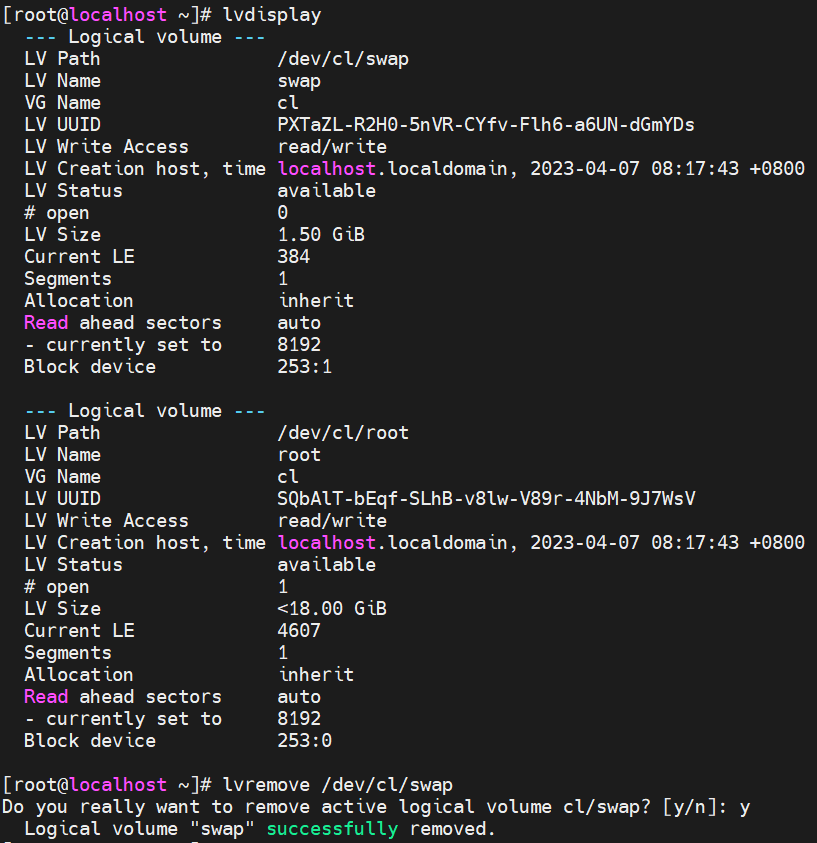 [root@localhost ~]# lvdisplay
--- Logical volume ---
LV Path /dev/cl/swap
LV Name swap
VG Name cl
LV UUID PXTaZL-R2H0-5nVR-CYfv-Flh6-a6UN-dGmYDs
LV Write Access read/write
LV Creation host, time localhost.localdomain, 2023-04-07 08:17:43 +0800
LV Status available
# open 0
LV Size 1.50 GiB
Current LE 384
Segments 1
Allocation inherit
Read ahead sectors auto
- currently set to 8192
Block device 253:1
--- Logical volume ---
LV Path /dev/cl/root
LV Name root
VG Name cl
LV UUID SQbAlT-bEqf-SLhB-v8lw-V89r-4NbM-9J7WsV
LV Write Access read/write
LV Creation host, time localhost.localdomain, 2023-04-07 08:17:43 +0800
LV Status available
# open 1
LV Size <18.00 GiB
Current LE 4607
Segments 1
Allocation inherit
Read ahead sectors auto
- currently set to 8192
Block device 253:0
[root@localhost ~]# lvremove /dev/cl/swap
Do you really want to remove active logical volume cl/swap? [y/n]: y
Logical volume "swap" successfully removed.